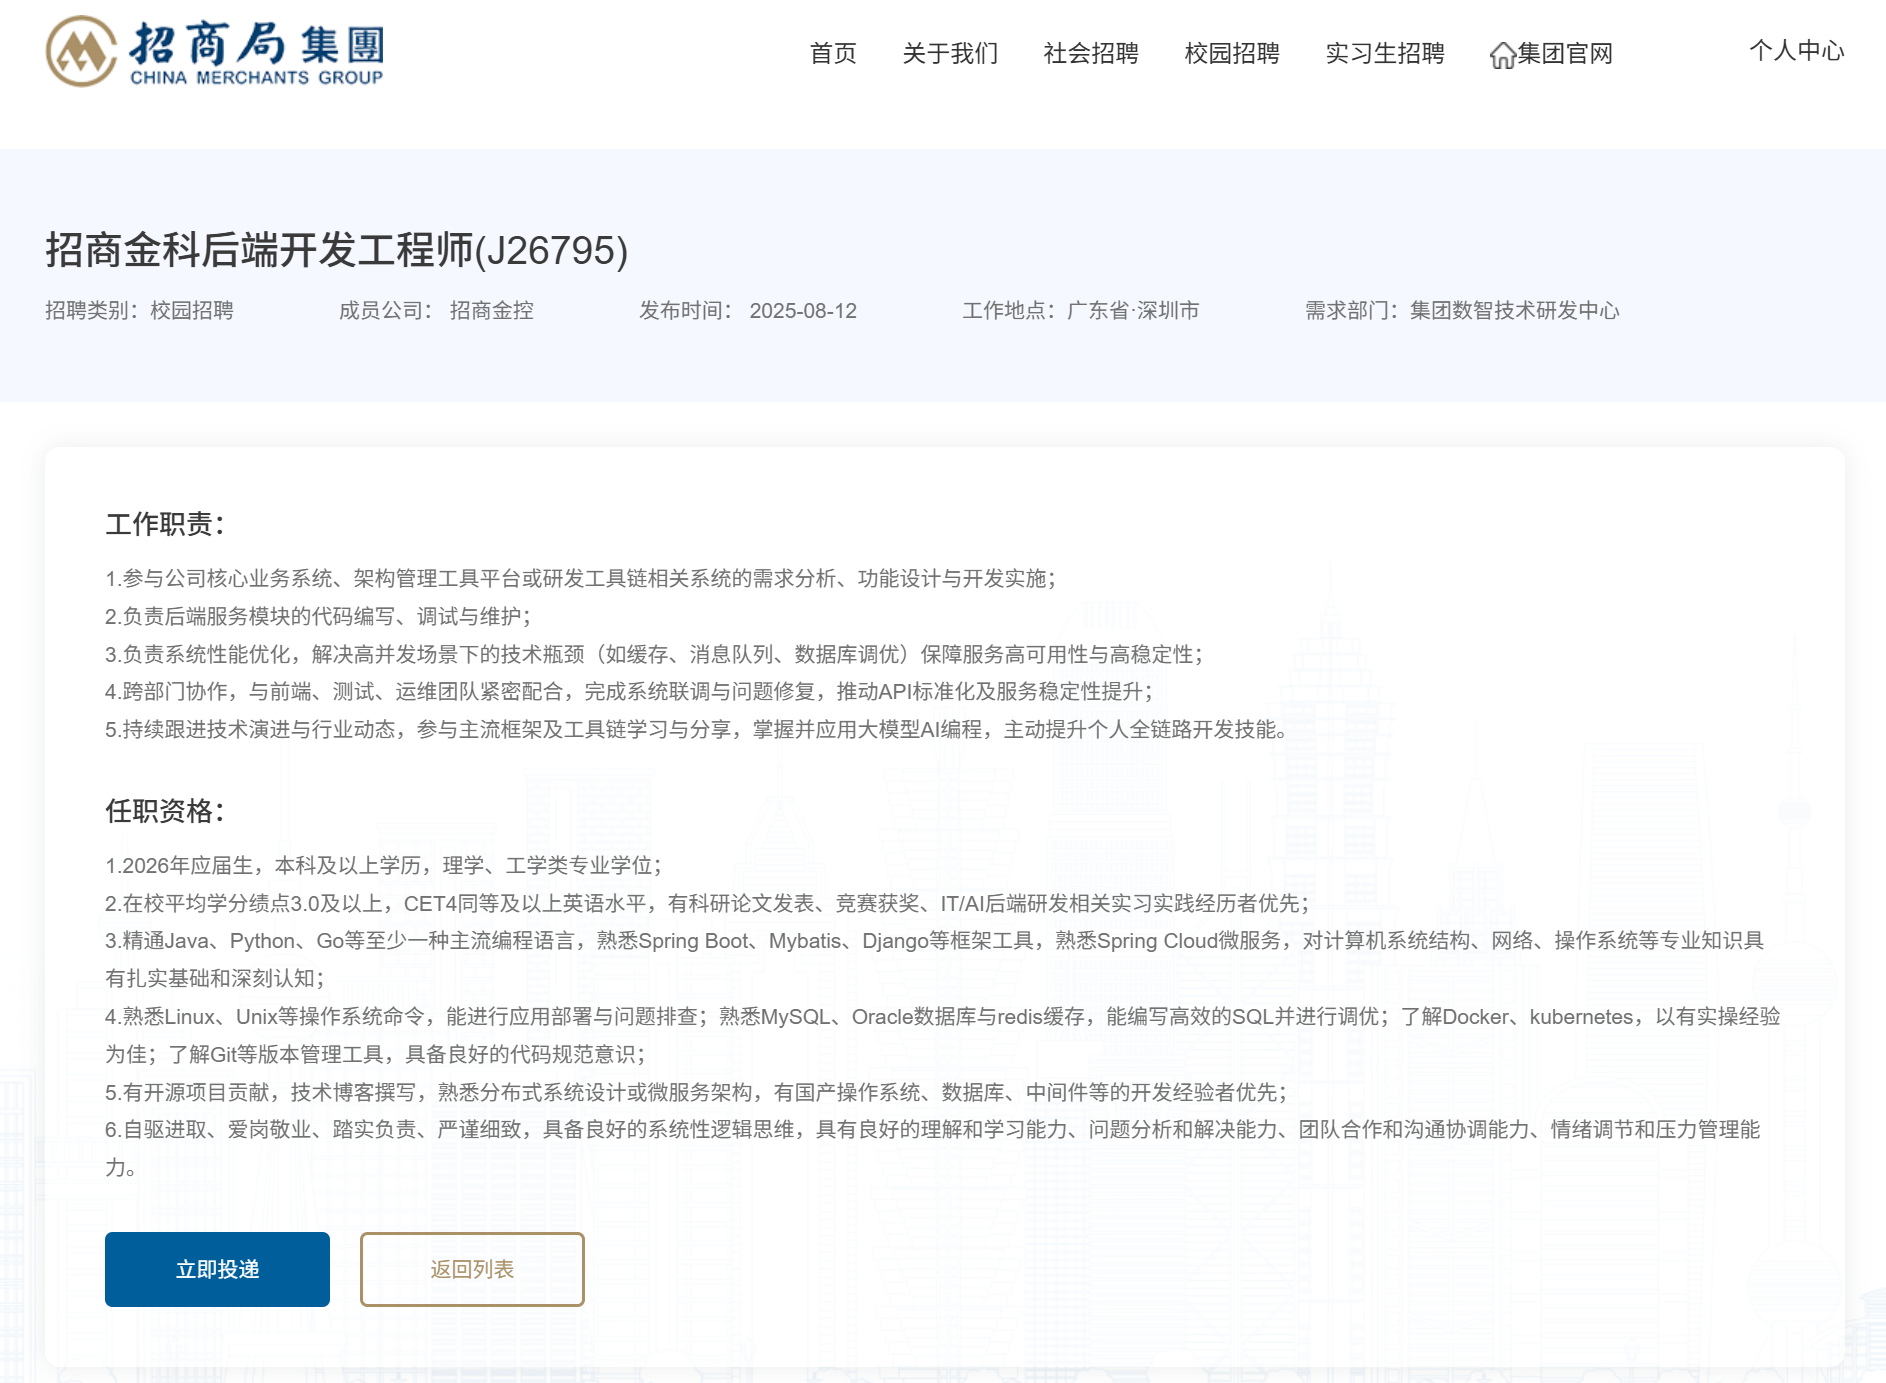 招商局集團
CHINA MERCHANTS GROUP
首页 关于我们 社会招聘 校园招聘 实习生招聘 集团官网 个人中心
招商金科后端开发工程师(J26795)
招聘类别：校园招聘 成员公司： 招商金控 发布时间： 2025-08-12 工作地点：广东省·深圳市 需求部门：集团数智技术研发中心
工作职责：
1.参与公司核心业务系统、架构管理工具平台或研发工具链相关系统的需求分析、功能设计与开发实施；
2.负责后端服务模块的代码编写、调试与维护；
3.负责系统性能优化，解决高并发场景下的技术瓶颈（如缓存、消息队列、数据库调优）保障服务高可用性与高稳定性；
4.跨部门协作，与前端、测试、运维团队紧密配合，完成系统联调与问题修复，推动API标准化及服务稳定性提升；
5.持续跟进技术演进与行业动态，参与主流框架及工具链学习与分享，掌握并应用大模型AI编程，主动提升个人全链路开发技能。
任职资格：
1.2026年应届生，本科及以上学历，理学、工学类专业学位；
2.在校平均学分绩点3.0及以上，CET4同等及以上英语水平，有科研论文发表、竞赛获奖、IT/AI后端研发相关实习实践经历者优先；
3.精通Java、Python、Go等至少一种主流编程语言，熟悉Spring Boot、Mybatis、Django等框架工具，熟悉Spring Cloud微服务，对计算机系统结构、网络、操作系统等专业知识具
有扎实基础和深刻认知；
4.熟悉Linux、Unix等操作系统命令，能进行应用部署与问题排查；熟悉MySQL、Oracle数据库与redis缓存，能编写高效的SQL并进行调优；了解Docker、kubernetes，以有实操经验
为佳；了解Git等版本管理工具，具备良好的代码规范意识；
5.有开源项目贡献，技术博客撰写，熟悉分布式系统设计或微服务架构，有国产操作系统、数据库、中间件等的开发经验者优先；
6.自驱进取、爱岗敬业、踏实负责、严谨细致，具备良好的系统性逻辑思维，具有良好的理解和学习能力、问题分析和解决能力、团队合作和沟通协调能力、情绪调节和压力管理能
力。
立即投递 返回列表